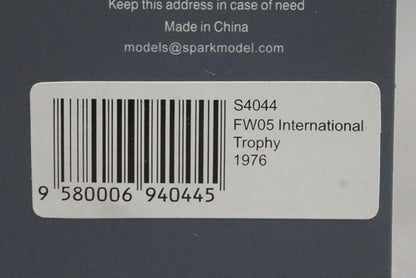 Keep this address in case of need
Made in China
models@sparkmodel.com
S4044
FW05 International
Trophy
1976
9 580006 940445